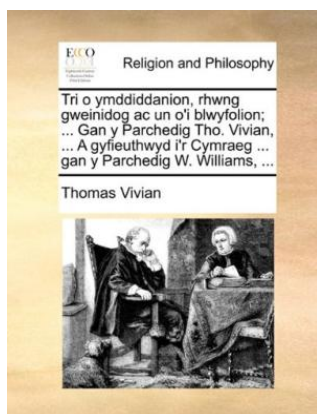 ECCO
Religion and Philosophy
Tri o ymddiddanion, rhwng
gweinidog ac un o'i blwyfolion;
... Gan y Parchedig Tho. Vivian,
... A gyfieuthwyd i'r Cymraeg ...
gan y Parchedig W. Williams, ...
Thomas Vivian